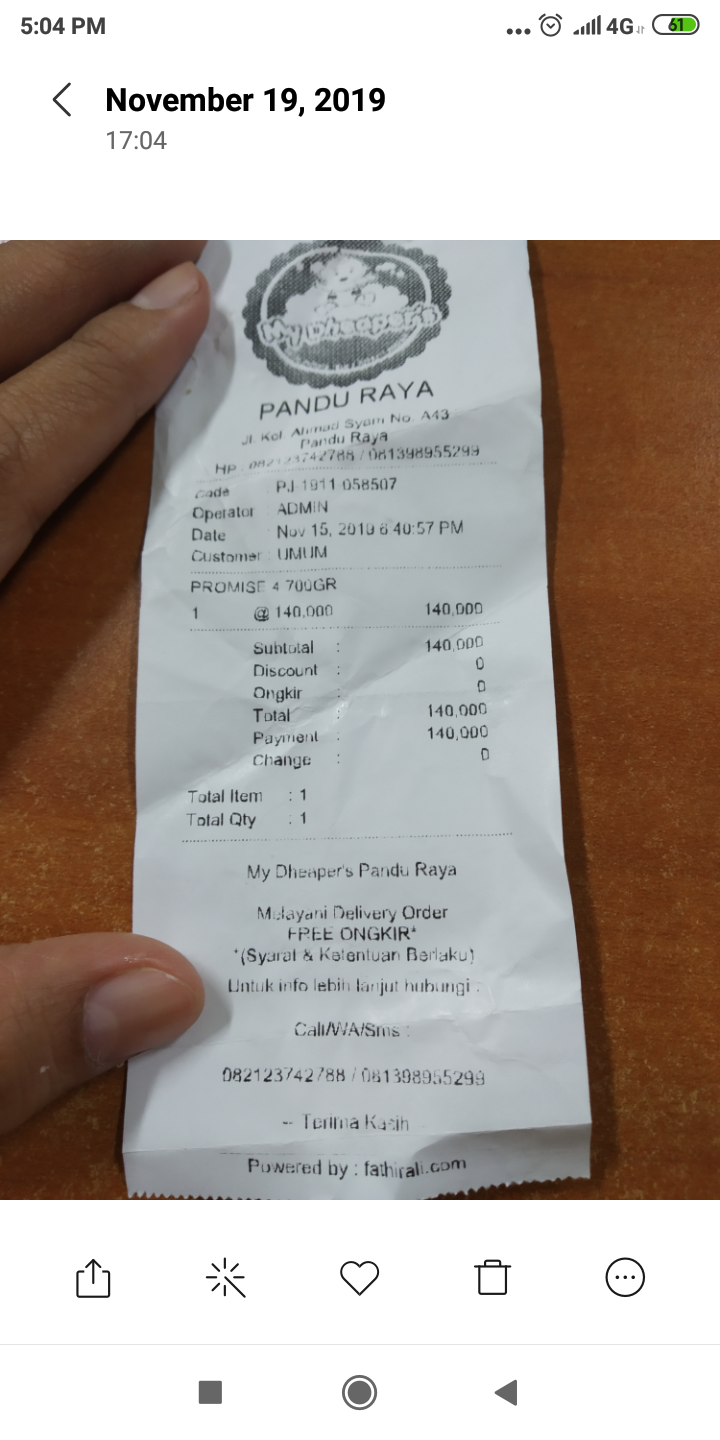 5:04 PM
4G
61
November 19, 2019
17:04
My Dheaper's
PANDU RAYA
Jl. Kol. Ahmad Syam No. A43
Pandu Raya
HP : 082123742788 / 081398955299
Code : PJ-1911-058507
Operator : ADMIN
Date : Nov 15, 2019 6:40:57 PM
Customer : UMUM
PROMISE 4 700GR
1 @ 140,000 140,000
Subtotal : 140,000
Discount : 0
Ongkir : 0
Total : 140,000
Payment : 140,000
Change : 0
Total Item : 1
Total Qty : 1
My Dheaper's Pandu Raya
Melayani Delivery Order
FREE ONGKIR*
*(Syarat & Ketentuan Berlaku)
Untuk info lebih lanjut hubungi :
Call/WA/Sms :
082123742788 / 081398955299
-- Terima Kasih
Powered by : fathirali.com